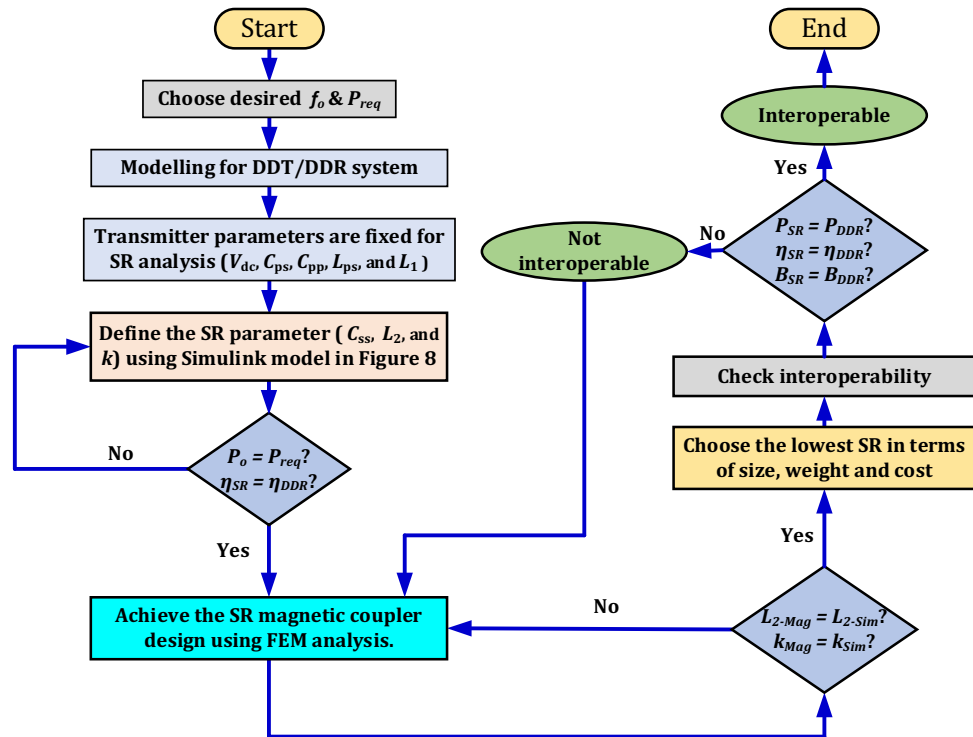 Start
Choose desired fo & Preq
Modelling for DDT/DDR system
Transmitter parameters are fixed for
SR analysis (Vdc, Cps, Cpp, Lps, and L1 )
Define the SR parameter ( Css, L2, and
k) using Simulink model in Figure 8
No
Po = Preq?
ηSR = ηDDR?
Yes
Achieve the SR magnetic coupler
design using FEM analysis.
No
L2-Mag = L2-Sim?
kMag = kSim?
Yes
Choose the lowest SR in terms
of size, weight and cost
Check interoperability
PSR = PDDR?
ηSR = ηDDR?
BSR = BDDR?
No
Not
interoperable
Yes
Interoperable
End